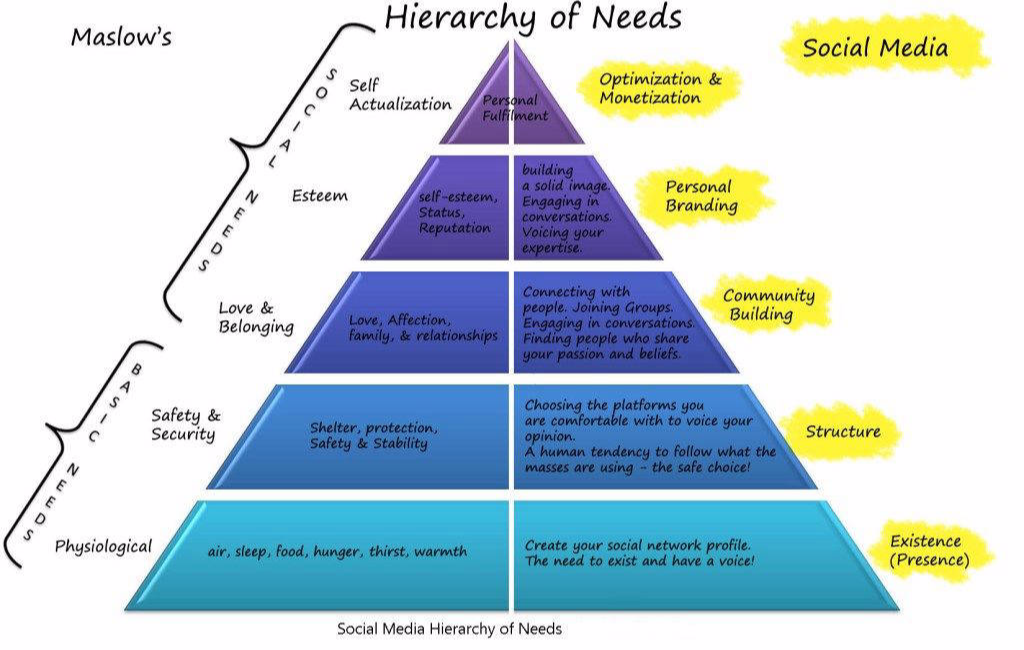 Hierarchy of Needs
Maslow's
Social Media
SOCIAL NEEDS
Self
Actualization
Personal
Fulfilment
Optimization &
Monetization
Esteem
self-esteem,
Status,
Reputation
building
a solid image.
Engaging in
conversations.
Voicing your
expertise.
Personal
Branding
Love &
Belonging
Love, Affection,
family, & relationships
Connecting with
people. Joining Groups.
Engaging in conversations.
Finding people who share
your passion and beliefs.
Community
Building
BASIC NEEDS
Safety &
Security
Shelter, protection,
Safety & Stability
Choosing the platforms you
are comfortable with to voice your
opinion.
A human tendency to follow what the
masses are using - the safe choice!
Structure
Physiological
air, sleep, food, hunger, thirst, warmth
Create your social network profile.
The need to exist and have a voice!
Existence
(Presence)
Social Media Hierarchy of Needs